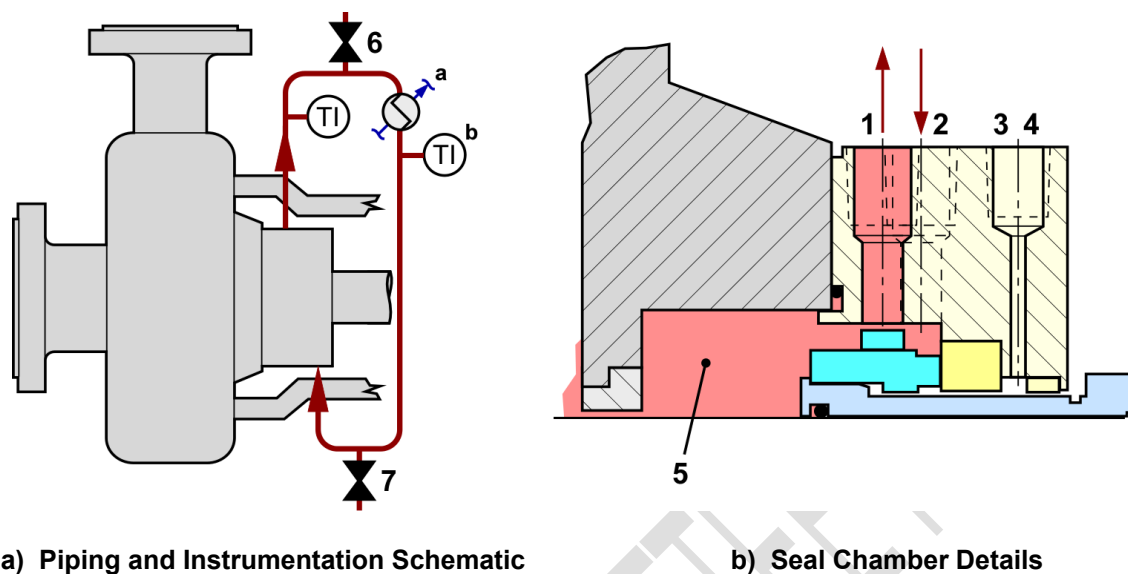 6
a
TI
TI
b
7
1
2
3
4
5
a) Piping and Instrumentation Schematic
b) Seal Chamber Details